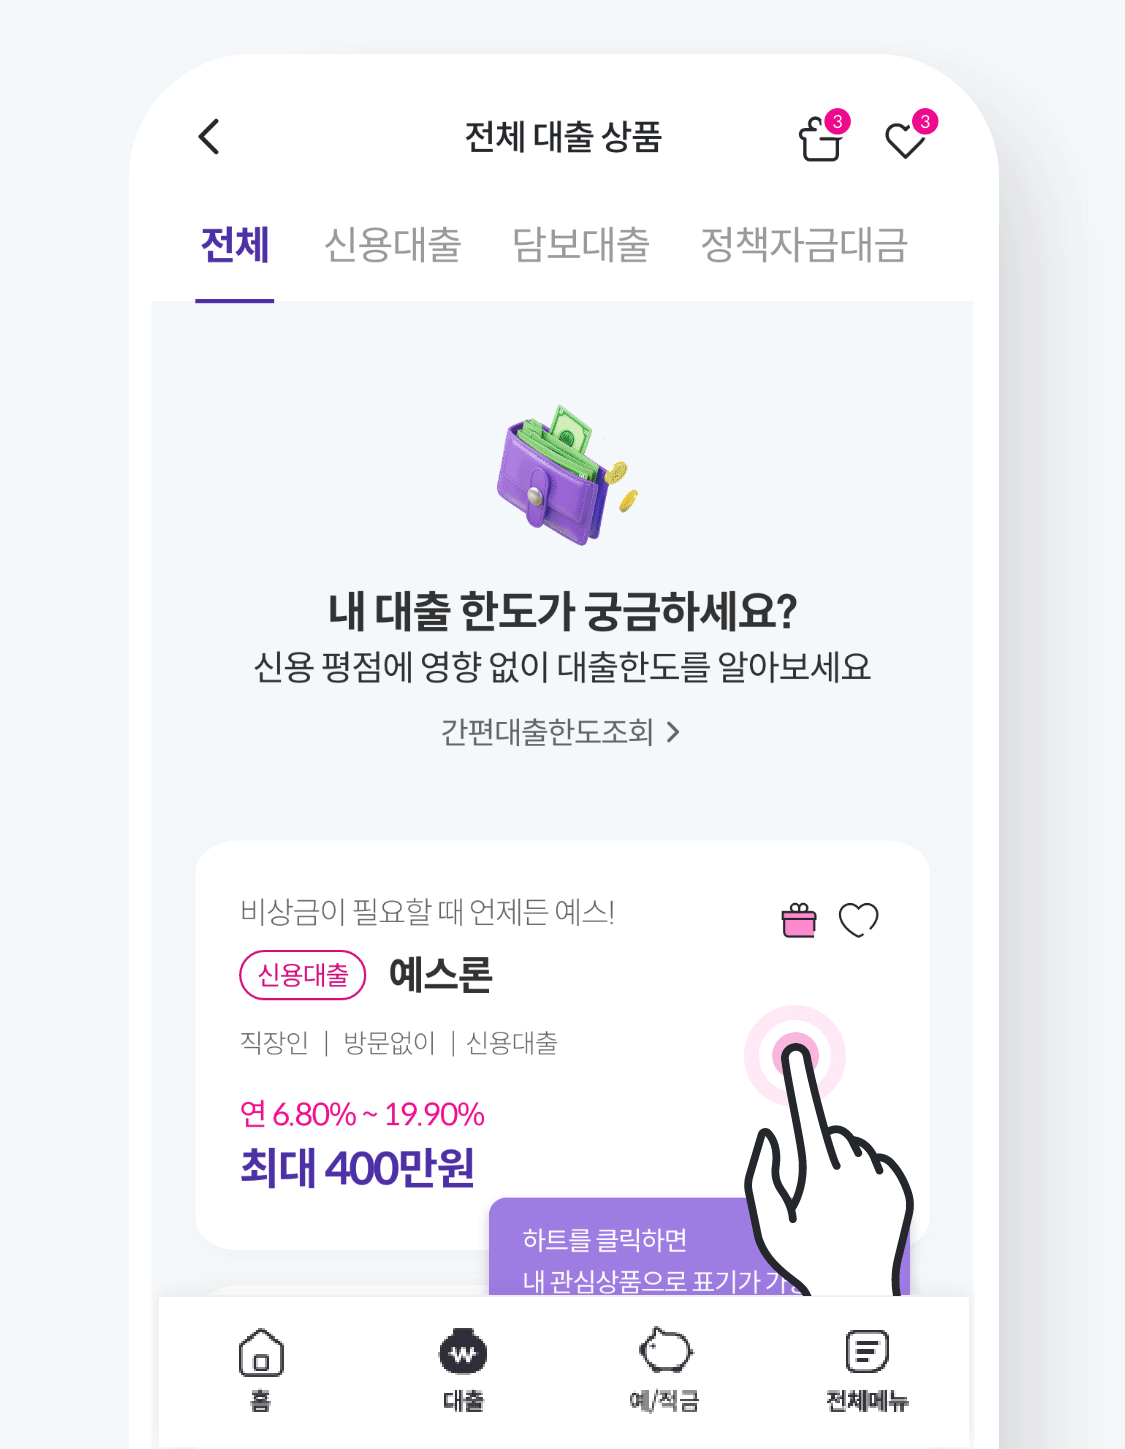 전체 대출 상품
3
3
전체 신용대출 담보대출 정책자금대금
내 대출 한도가 궁금하세요?
신용 평점에 영향 없이 대출한도를 알아보세요
간편대출한도조회 >
비상금이 필요할 때 언제든 예스!
신용대출 예스론
직장인 | 방문없이 | 신용대출
연 6.80% ~ 19.90%
최대 400만원
하트를 클릭하면
내 관심상품으로 표기가
홈 대출 예/적금 전체메뉴